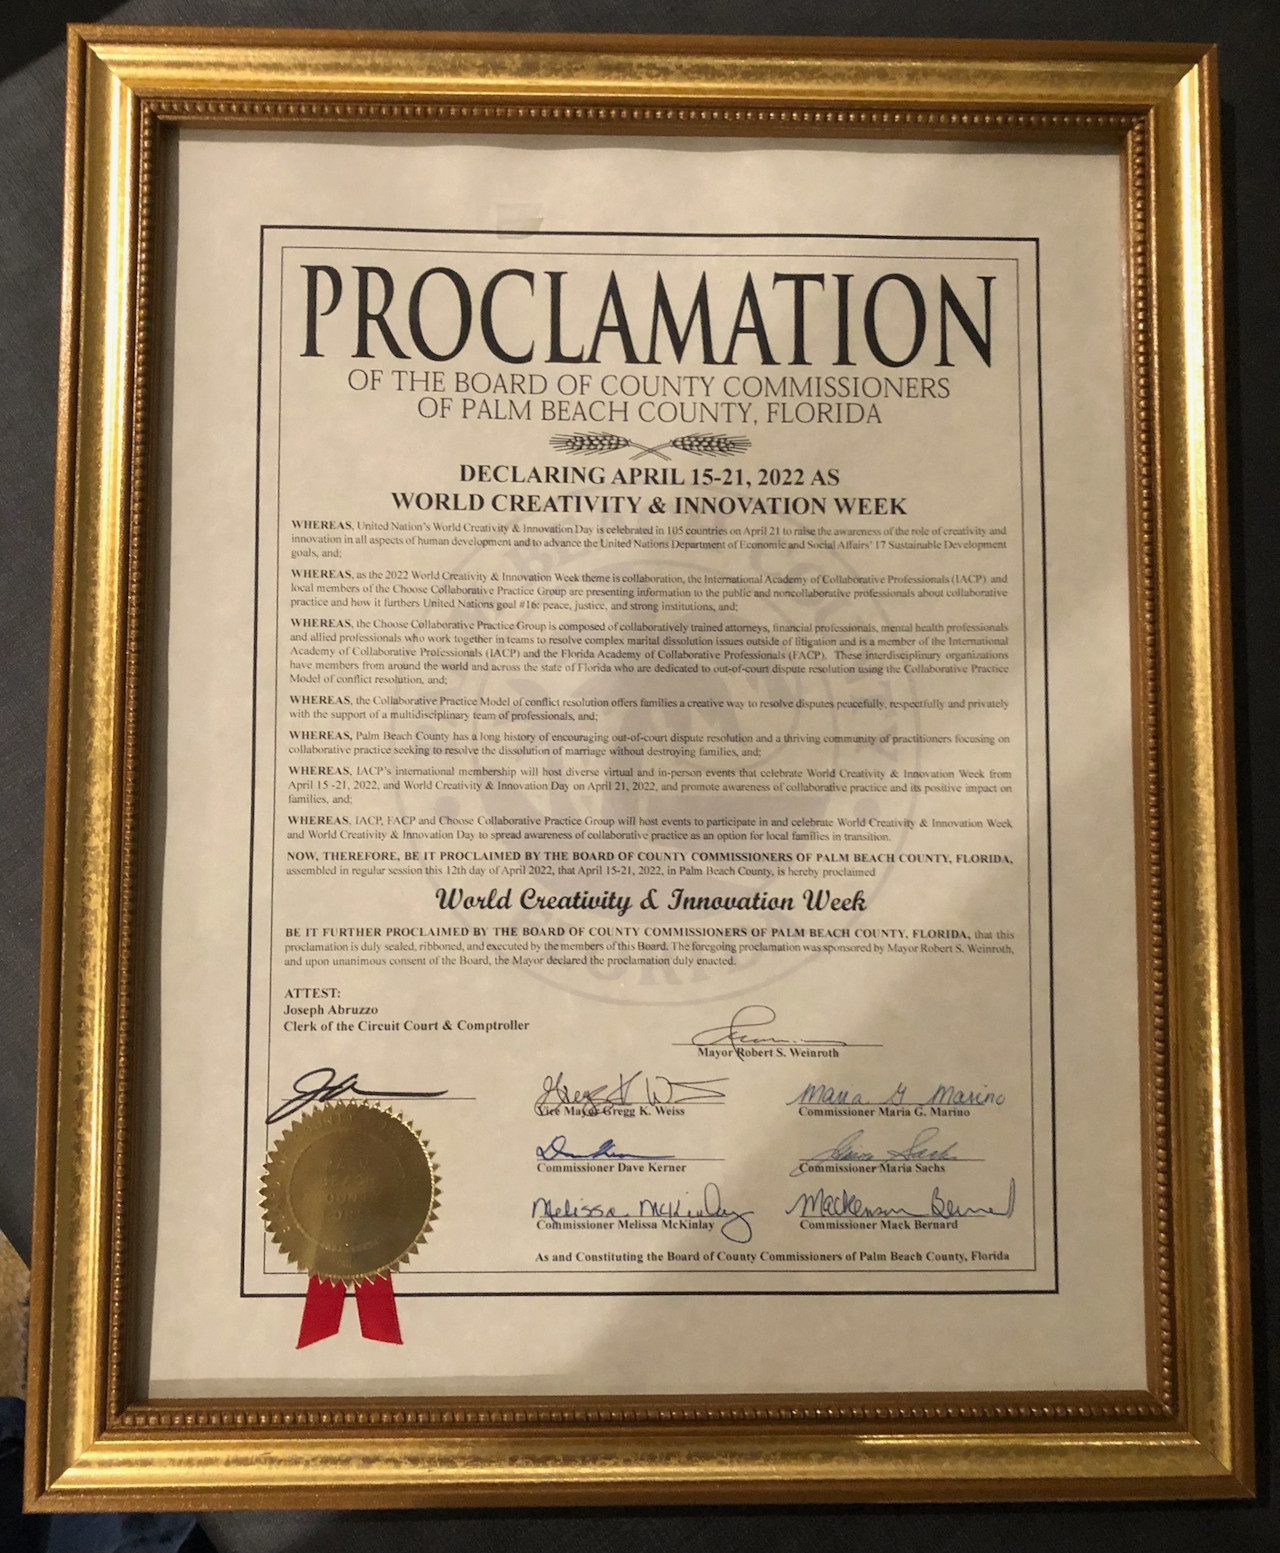 PROCLAMATION
OF THE BOARD OF COUNTY COMMISSIONERS
OF PALM BEACH COUNTY, FLORIDA
DECLARING APRIL 15-21, 2022 AS
WORLD CREATIVITY & INNOVATION WEEK
WHEREAS, United Nation's World Creativity & Innovation Day is celebrated in 105 countries on April 21 to raise the awareness of the role of creativity and
innovation in all aspects of human development and to advance the United Nations Department of Economic and Social Affairs' 17 Sustainable Development
goals, and;
WHEREAS, as the 2022 World Creativity & Innovation Week theme is collaboration, the International Academy of Collaborative Professionals (IACP) and
local members of the Choose Collaborative Practice Group are presenting information to the public and noncollaborative professionals about collaborative
practice and how it furthers United Nations goal #16: peace, justice, and strong institutions, and;
WHEREAS, the Choose Collaborative Practice Group is composed of collaboratively trained attorneys, financial professionals, mental health professionals
and allied professionals who work together in teams to resolve complex marital dissolution issues outside of litigation and is a member of the International
Academy of Collaborative Professionals (IACP) and the Florida Academy of Collaborative Professionals (FACP). These interdisciplinary organizations
have members from around the world and across the state of Florida who are dedicated to out-of-court dispute resolution using the Collaborative Practice
Model of conflict resolution, and;
WHEREAS, the Collaborative Practice Model of conflict resolution offers families a creative way to resolve disputes peacefully, respectfully and privately
with the support of a multidisciplinary team of professionals, and;
WHEREAS, Palm Beach County has a long history of encouraging out-of-court dispute resolution and a thriving community of practitioners focusing on
collaborative practice seeking to resolve the dissolution of marriage without destroying families, and;
WHEREAS, IACP's international membership will host diverse virtual and in-person events that celebrate World Creativity & Innovation Week from
April 15 -21, 2022, and World Creativity & Innovation Day on April 21, 2022, and promote awareness of collaborative practice and its positive impact on
families, and;
WHEREAS, IACP, FACP and Choose Collaborative Practice Group will host events to participate in and celebrate World Creativity & Innovation Week
and World Creativity & Innovation Day to spread awareness of collaborative practice as an option for local families in transition.
NOW, THEREFORE, BE IT PROCLAIMED BY THE BOARD OF COUNTY COMMISSIONERS OF PALM BEACH COUNTY, FLORIDA,
assembled in regular session this 12th day of April 2022, that April 15-21, 2022, in Palm Beach County, is hereby proclaimed
World Creativity & Innovation Week
BE IT FURTHER PROCLAIMED BY THE BOARD OF COUNTY COMMISSIONERS OF PALM BEACH COUNTY, FLORIDA, that this
proclamation is duly sealed, ribboned, and executed by the members of this Board. The foregoing proclamation was sponsored by Mayor Robert S. Weinroth,
and upon unanimous consent of the Board, the Mayor declared the proclamation duly enacted.
ATTEST:
Joseph Abruzzo
Clerk of the Circuit Court & Comptroller
Mayor Robert S. Weinroth
Gregg K W
Vice Mayor Gregg K. Weiss
Maria G Marino
Commissioner Maria G. Marino
Commissioner Dave Kerner
Commissioner Maria Sachs
Melissa McKinlay
Commissioner Melissa McKinlay
Mackenson Bernard
Commissioner Mack Bernard
As and Constituting the Board of County Commissioners of Palm Beach County, Florida